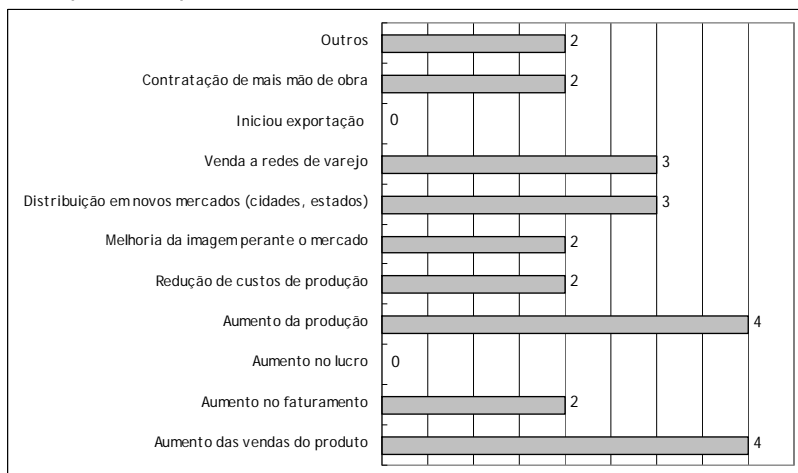 Outros 2
Contratação de mais mão de obra 2
Iniciou exportação 0
Venda a redes de varejo 3
Distribuição em novos mercados (cidades, estados) 3
Melhoria da imagem perante o mercado 2
Redução de custos de produção 2
Aumento da produção 4
Aumento no lucro 0
Aumento no faturamento 2
Aumento das vendas do produto 4